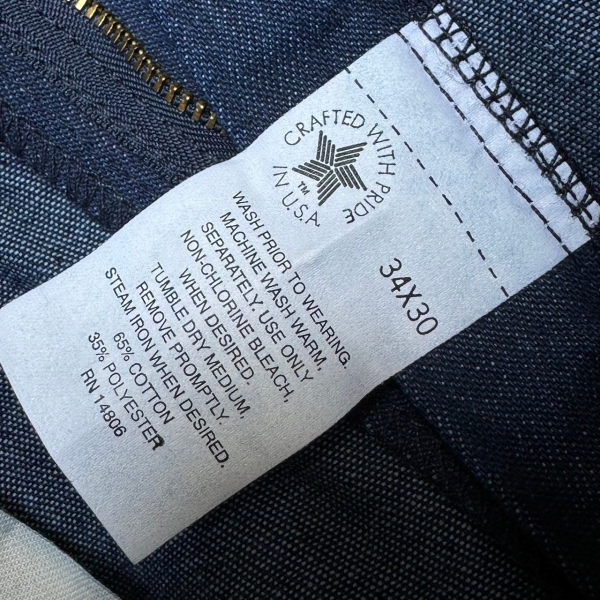 CRAFTED WITH PRIDE
IN U.S.A.
TM
34X30
WASH PRIOR TO WEARING.
MACHINE WASH WARM,
SEPARATELY. USE ONLY
NON-CHLORINE BLEACH,
WHEN DESIRED.
TUMBLE DRY MEDIUM,
REMOVE PROMPTLY.
STEAM IRON WHEN DESIRED.
65% COTTON
35% POLYESTER
RN 14806